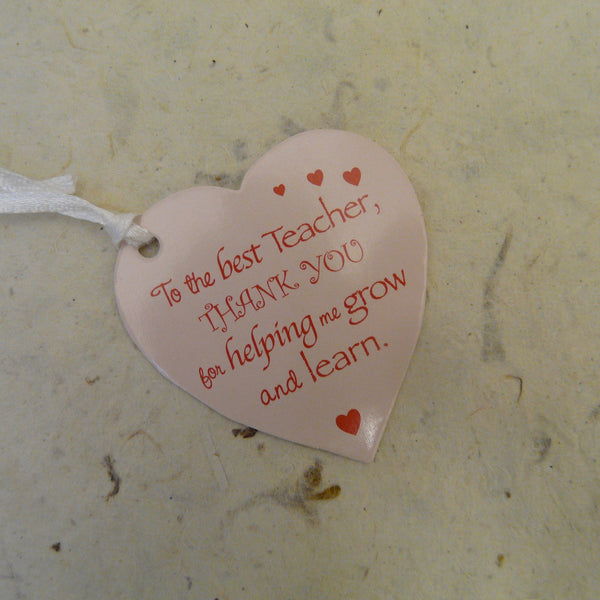 To the best Teacher,
THANK YOU
for helping me grow
and learn.